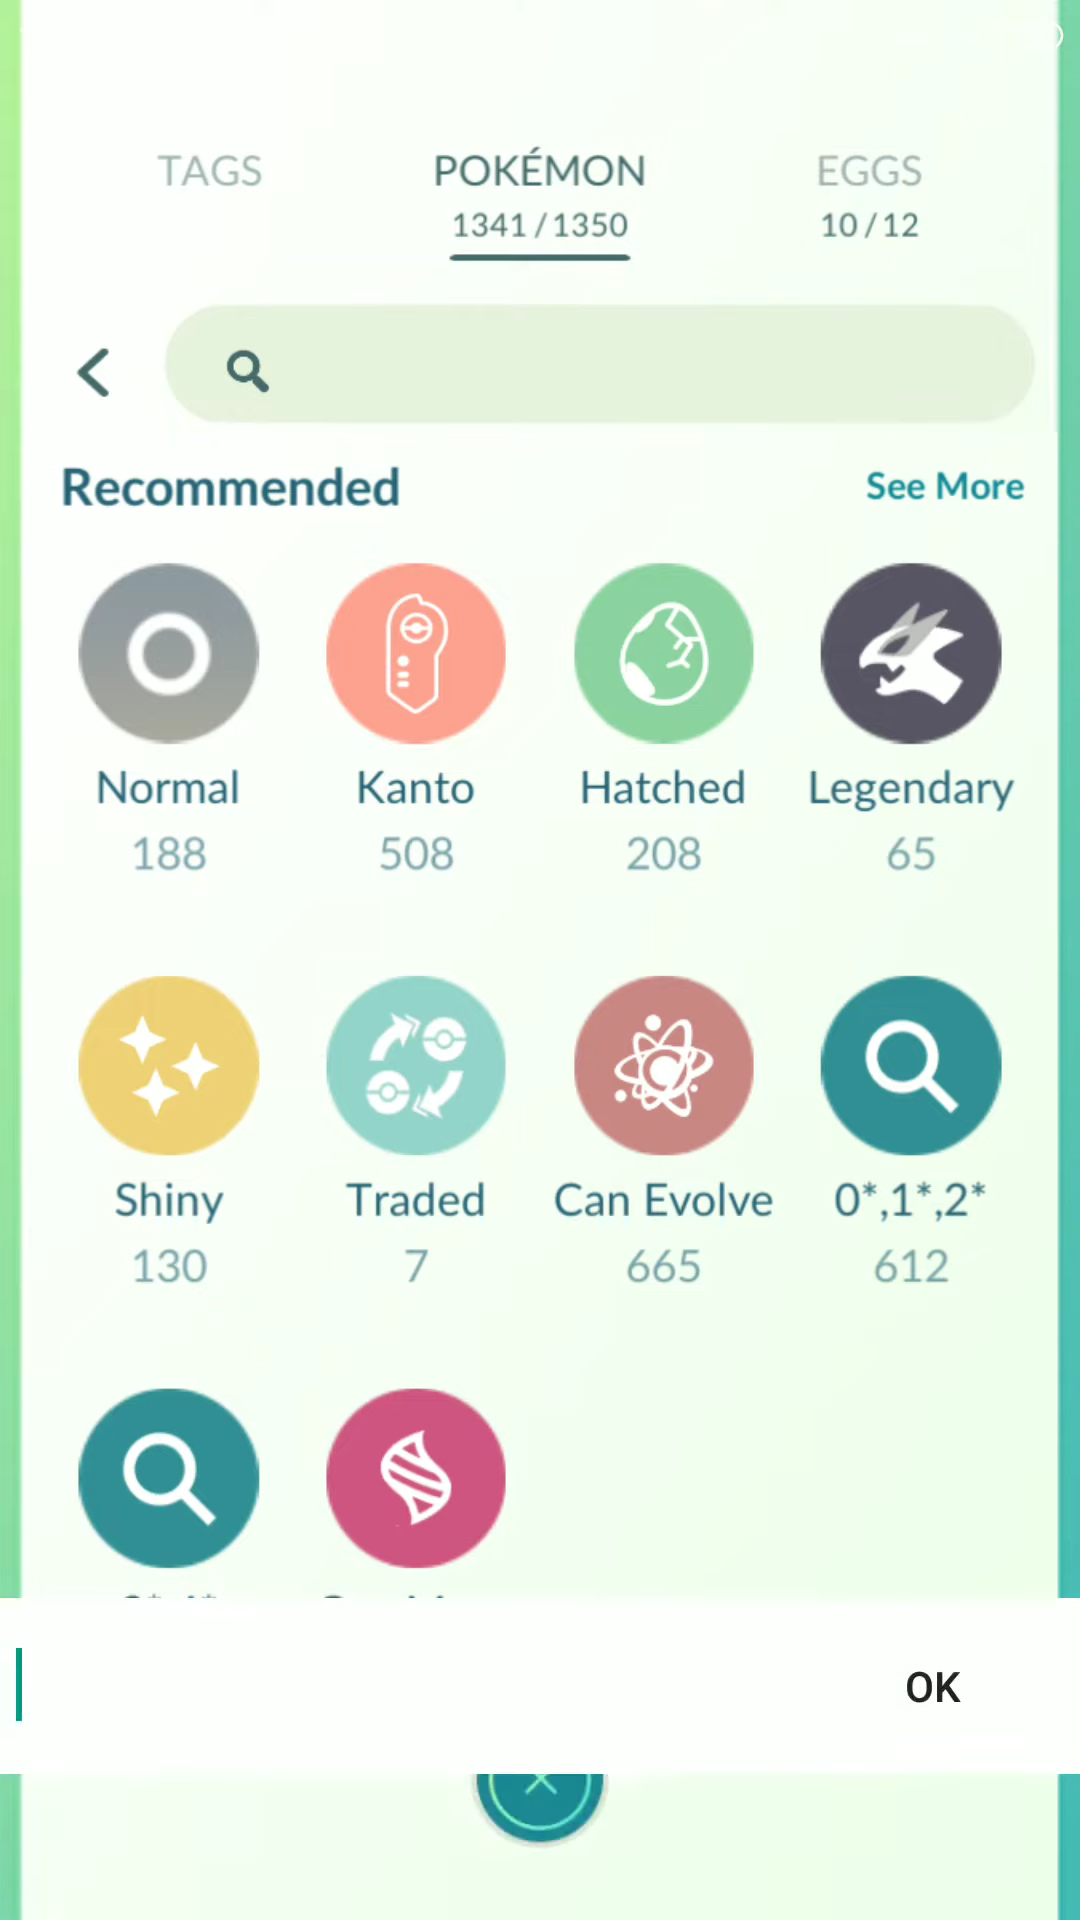 TAGS POKÉMON EGGS
1341 / 1350 10 / 12
Recommended See More
Normal Kanto Hatched Legendary
188 508 208 65
Shiny Traded Can Evolve 0*,1*,2*
130 7 665 612
OK